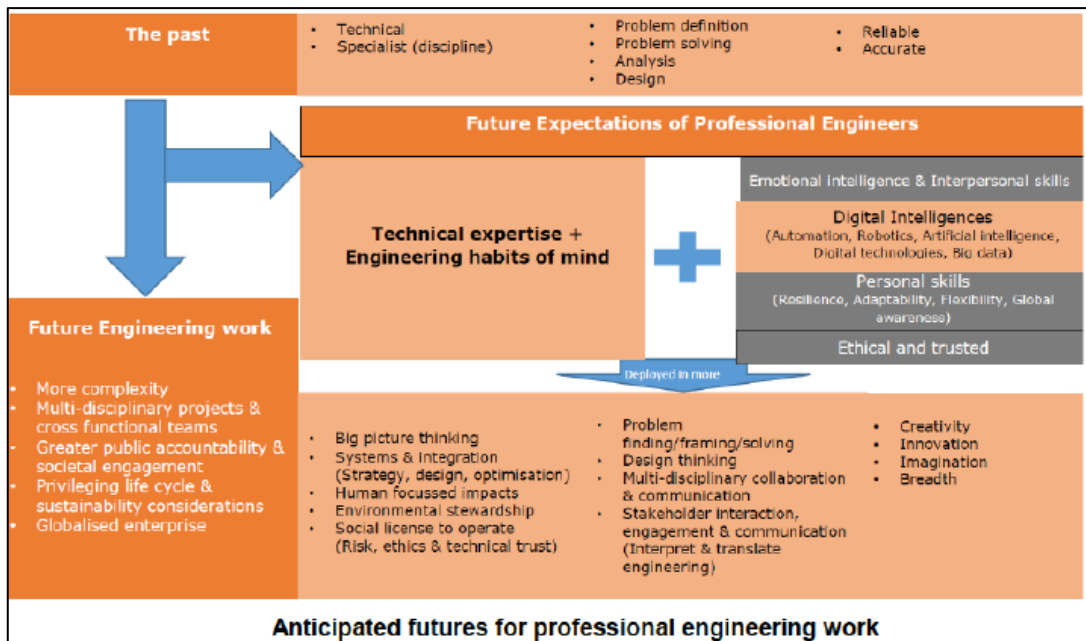 The past
• Technical
• Specialist (discipline)
• Problem definition
• Problem solving
• Analysis
• Design
• Reliable
• Accurate
Future Expectations of Professional Engineers
Technical expertise +
Engineering habits of mind
Emotional intelligence & Interpersonal skills
Digital Intelligences
(Automation, Robotics, Artificial intelligence,
Digital technologies, Big data)
Personal skills
(Resilience, Adaptability, Flexibility, Global
awareness)
Ethical and trusted
Deployed in more
Future Engineering work
• More complexity
• Multi-disciplinary projects &
cross functional teams
• Greater public accountability &
societal engagement
• Privileging life cycle &
sustainability considerations
• Globalised enterprise
• Big picture thinking
• Systems & Integration
(Strategy, design, optimisation)
• Human focussed impacts
• Environmental stewardship
• Social license to operate
(Risk, ethics & technical trust)
• Problem
finding/framing/solving
• Design thinking
• Multi-disciplinary collaboration
& communication
• Stakeholder interaction,
engagement & communication
(Interpret & translate
engineering)
• Creativity
• Innovation
• Imagination
• Breadth
Anticipated futures for professional engineering work